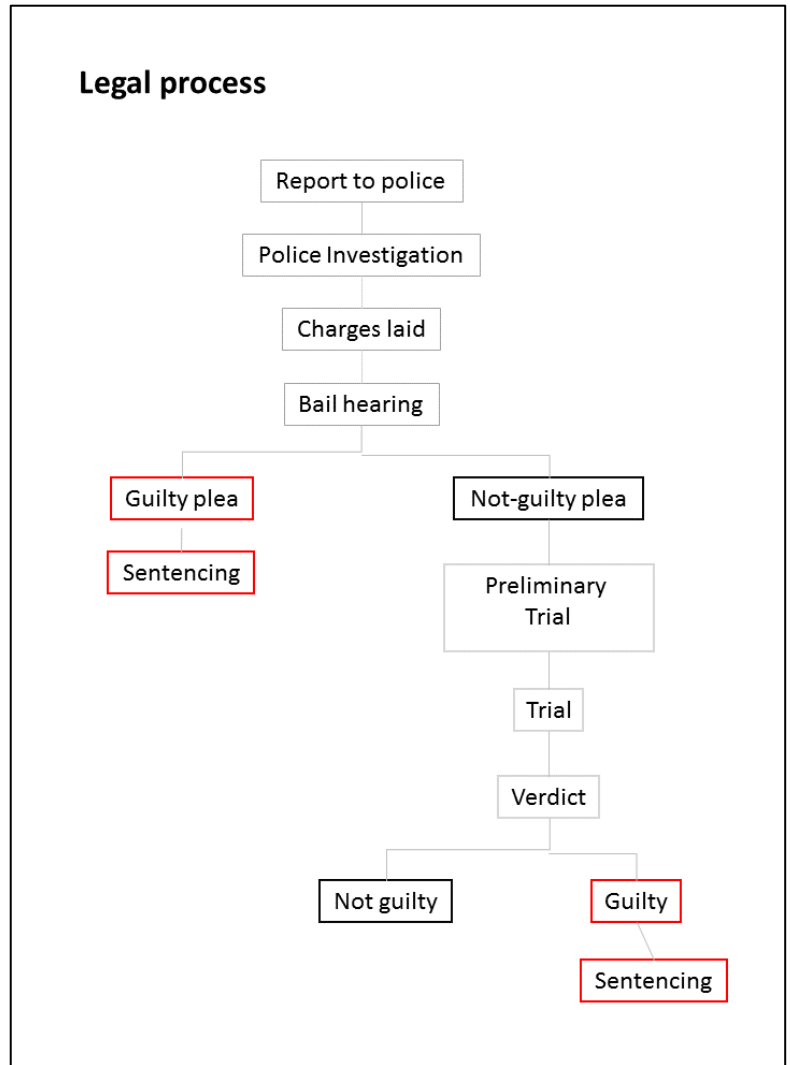 Legal process
Report to police
Police Investigation
Charges laid
Bail hearing
Guilty plea
Not-guilty plea
Sentencing
Preliminary
Trial
Trial
Verdict
Not guilty
Guilty
Sentencing